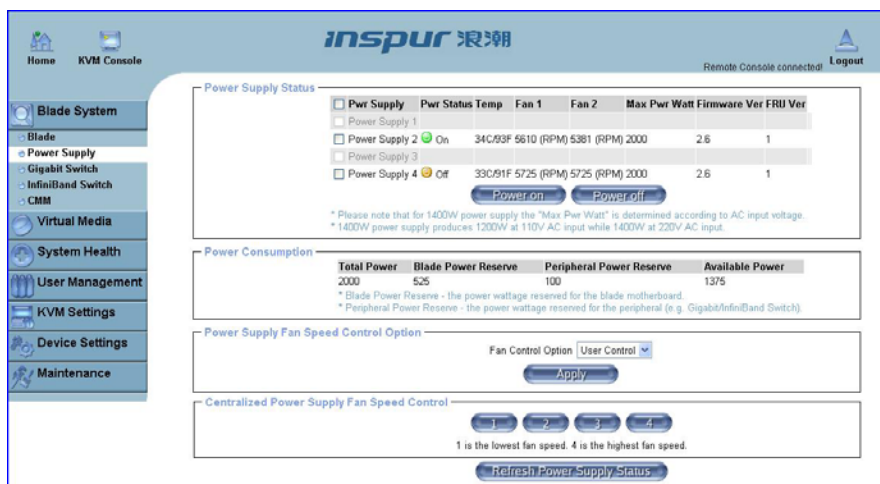 inspur 浪潮
Home KVM Console
Remote Console connected! Logout
Blade System
Blade
Power Supply
Gigabit Switch
InfiniBand Switch
CMM
Virtual Media
System Health
User Management
KVM Settings
Device Settings
Maintenance
Power Supply Status
Pwr Supply Pwr Status Temp Fan 1 Fan 2 Max Pwr Watt Firmware Ver FRU Ver
Power Supply 1
Power Supply 2 On 34C/93F 5610 (RPM) 5381 (RPM) 2000 2.6 1
Power Supply 3
Power Supply 4 Off 33C/91F 5725 (RPM) 5725 (RPM) 2000 2.6 1
Power on Power off
* Please note that for 1400W power supply the "Max Pwr Watt" is determined according to AC input voltage.
* 1400W power supply produces 1200W at 110V AC input while 1400W at 220V AC input.
Power Consumption
Total Power Blade Power Reserve Peripheral Power Reserve Available Power
2000 525 100 1375
* Blade Power Reserve - the power wattage reserved for the blade motherboard.
* Peripheral Power Reserve - the power wattage reserved for the peripheral (e.g. Gigabit/InfiniBand Switch).
Power Supply Fan Speed Control Option
Fan Control Option User Control
Apply
Centralized Power Supply Fan Speed Control
1 2 3 4
1 is the lowest fan speed. 4 is the highest fan speed.
Refresh Power Supply Status